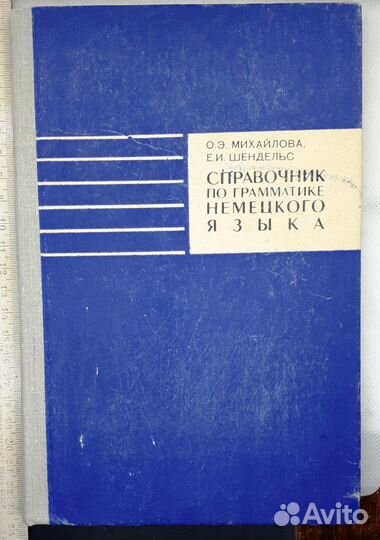 О.Э. МИХАЙЛОВА,
Е.И. ШЕНДЕЛЬС
СПРАВОЧНИК
ПО ГРАММАТИКЕ
НЕМЕЦКОГО
ЯЗЫКА
Avito